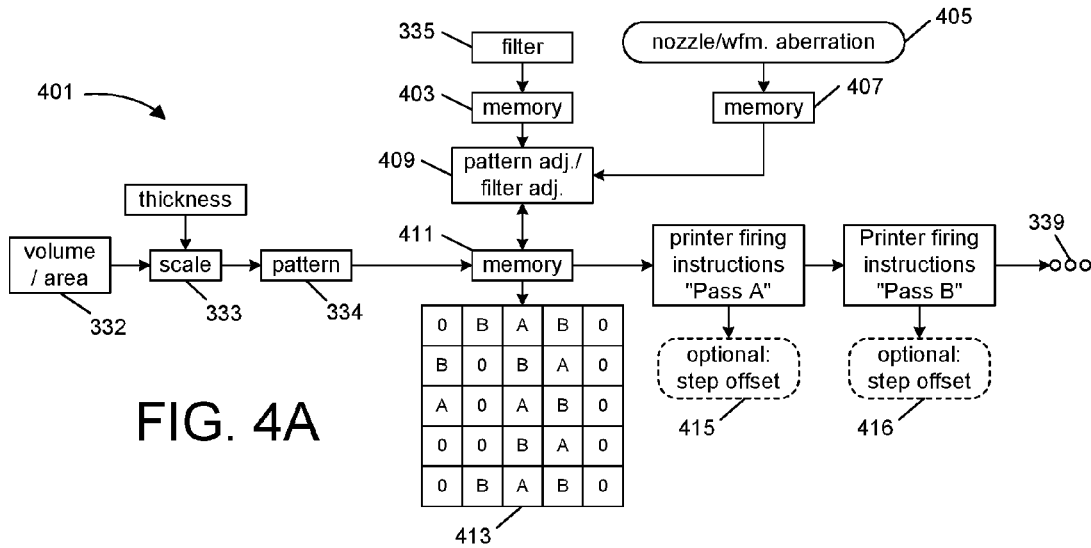 335
filter
nozzle/wfm. aberration
405
401
403
memory
memory
407
409
pattern adj./
filter adj.
thickness
volume
/ area
scale
pattern
411
memory
printer firing
instructions
"Pass A"
Printer firing
instructions
"Pass B"
339
332
333
334
0 B A B 0
B 0 B A 0
A 0 A B 0
0 0 B A 0
0 B A B 0
413
optional:
step offset
415
optional:
step offset
416
FIG. 4A